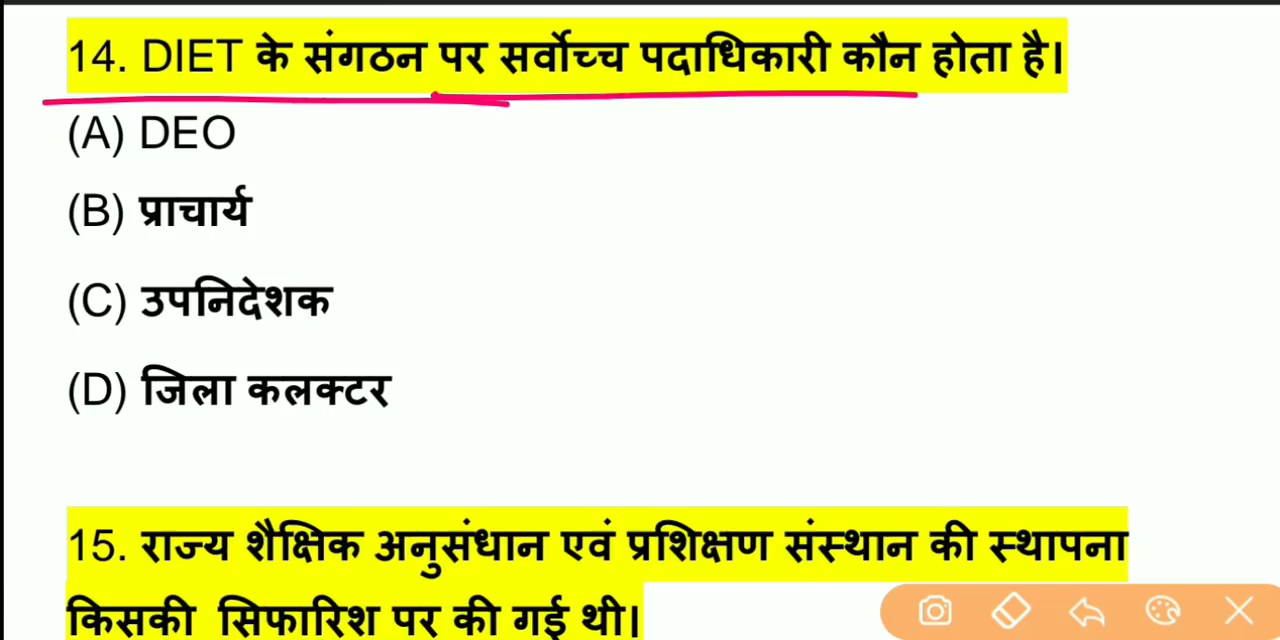 14. DIET के संगठन पर सर्वोच्च पदाधिकारी कौन होता है।
(A) DEO
(B) प्राचार्य
(C) उपनिदेशक
(D) जिला कलक्टर
15. राज्य शैक्षिक अनुसंधान एवं प्रशिक्षण संस्थान की स्थापना
किसकी सिफारिश पर की गई थी।